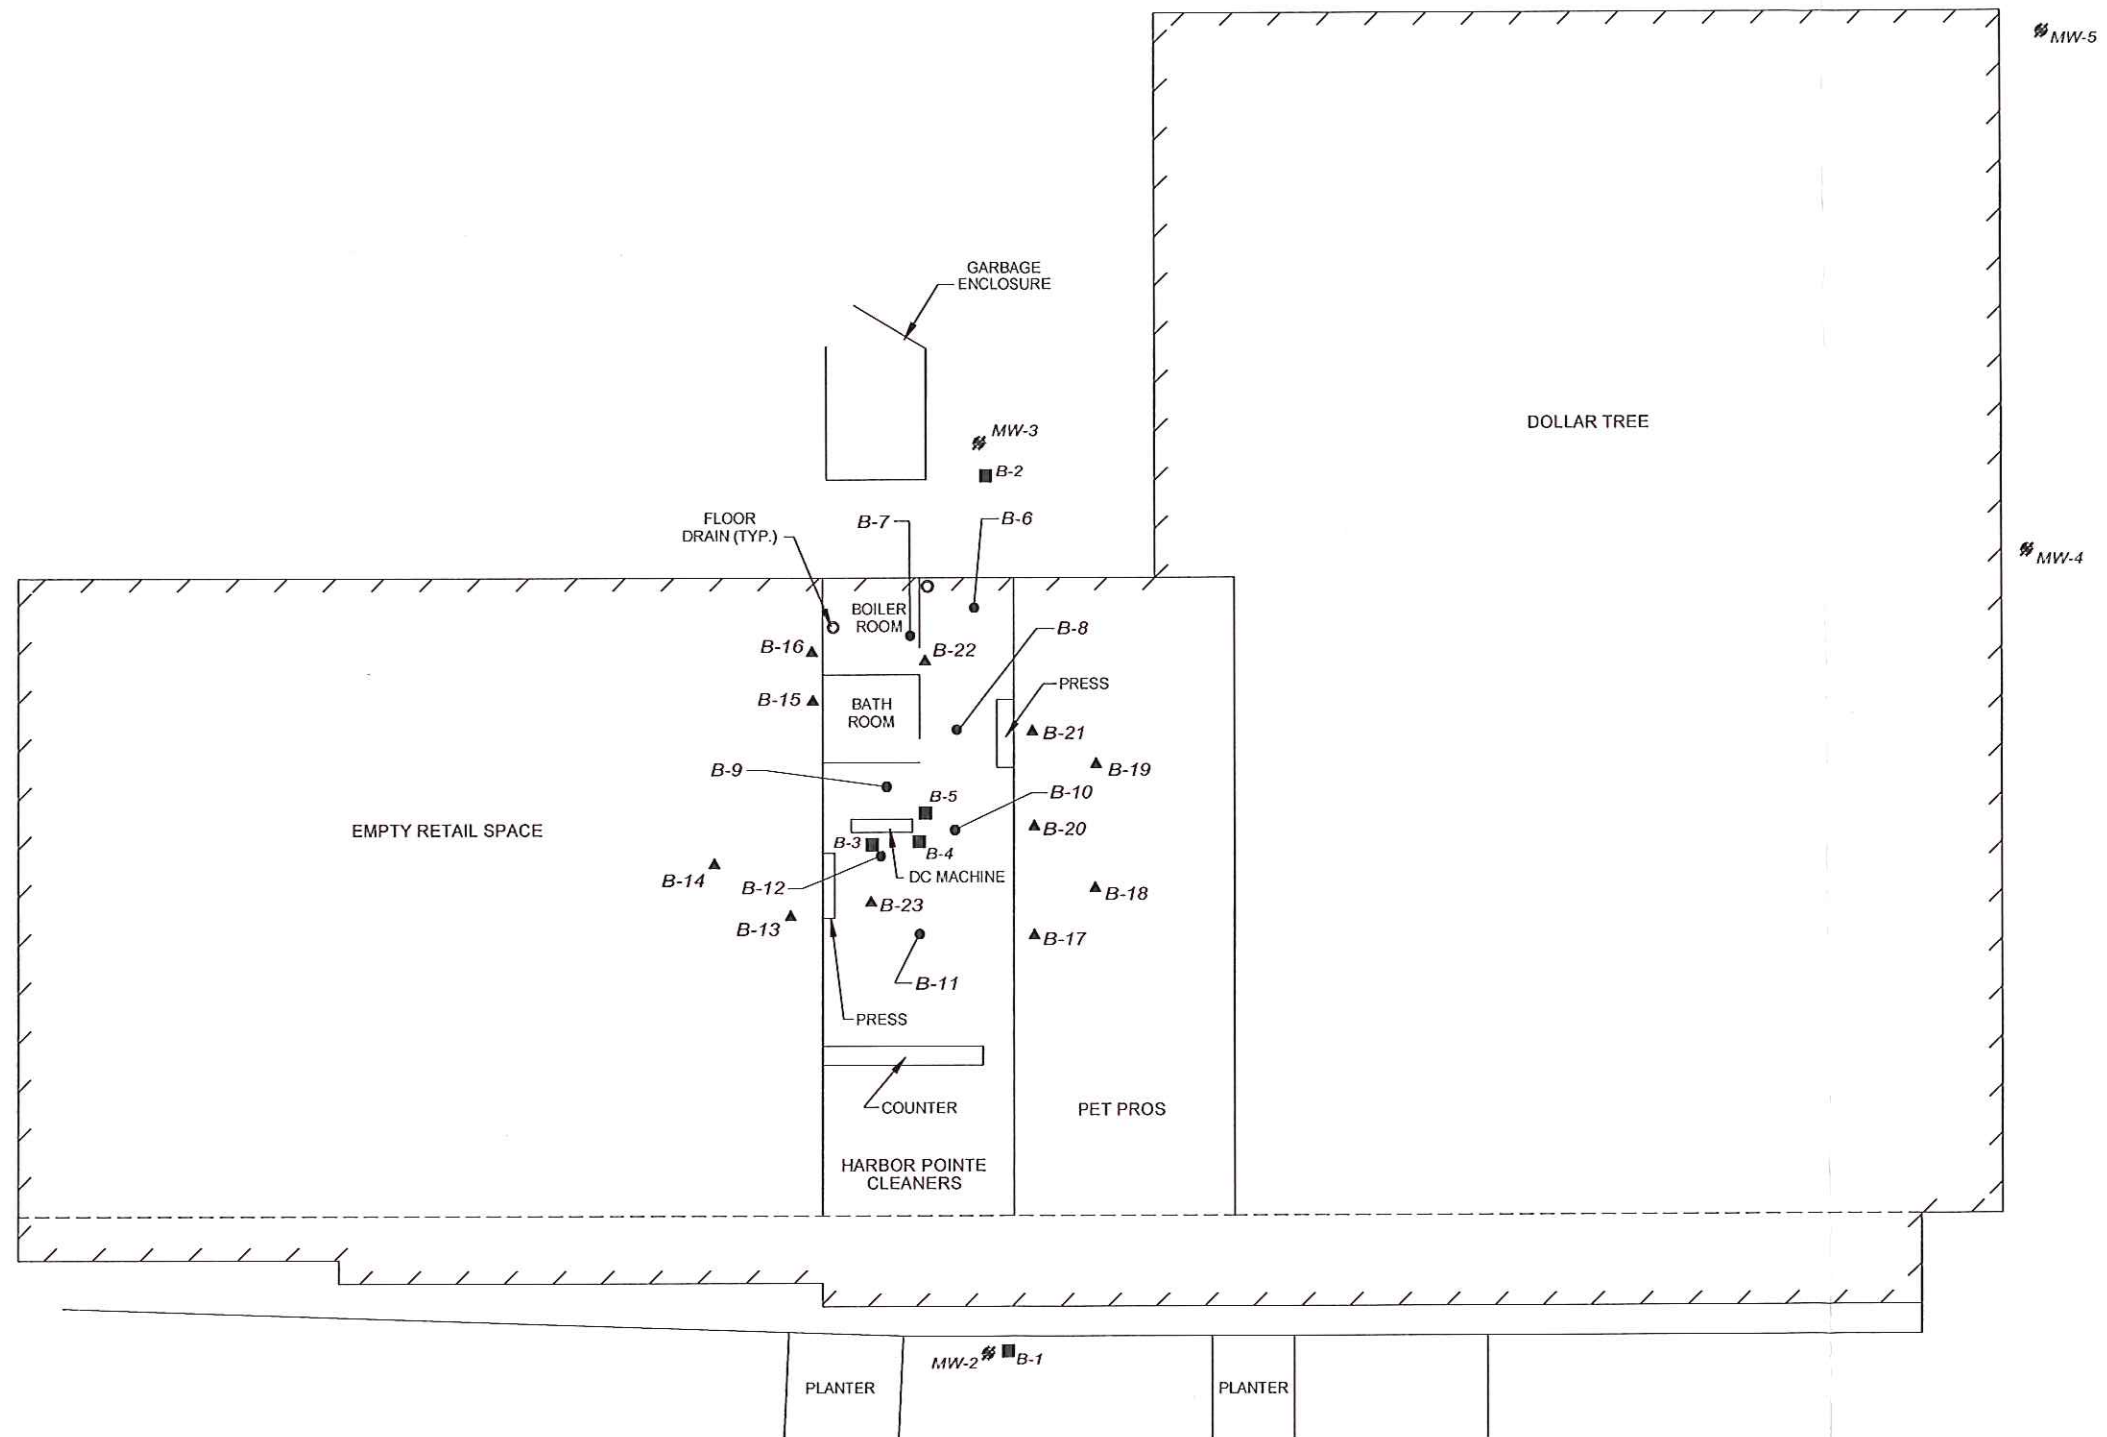 MW-5
GARBAGE
ENCLOSURE
DOLLAR TREE
MW-3
B-2
FLOOR
DRAIN (TYP.)
B-7
B-6
MW-4
BOILER
ROOM
B-8
B-16
B-22
PRESS
B-15
BATH
ROOM
B-21
B-9
B-19
B-5
B-10
EMPTY RETAIL SPACE
B-20
B-3
B-4
DC MACHINE
B-14
B-12
B-18
B-23
B-13
B-17
B-11
PRESS
COUNTER
PET PROS
HARBOR POINTE
CLEANERS
MW-2
B-1
PLANTER
PLANTER